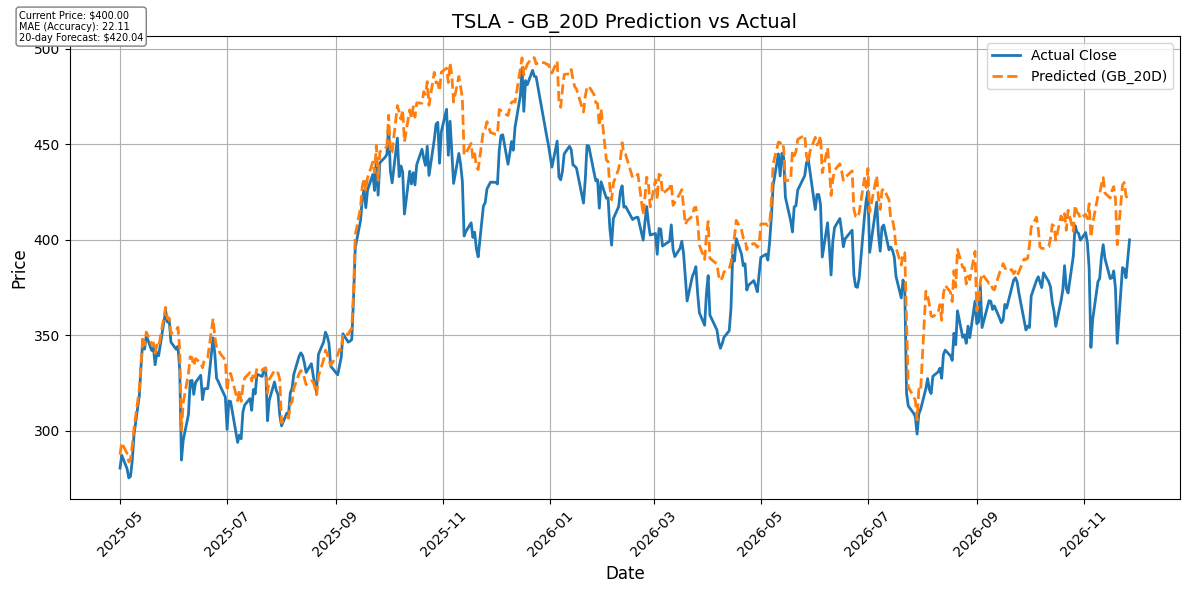 TSLA - GB_20D Prediction vs Actual
Current Price: $400.00
MAE (Accuracy): 22.11
20-day Forecast: $420.04
Actual Close
Predicted (GB_20D)
Price
500
450
400
350
300
2025-05
2025-07
2025-09
2025-11
2026-01
2026-03
2026-05
2026-07
2026-09
2026-11
Date